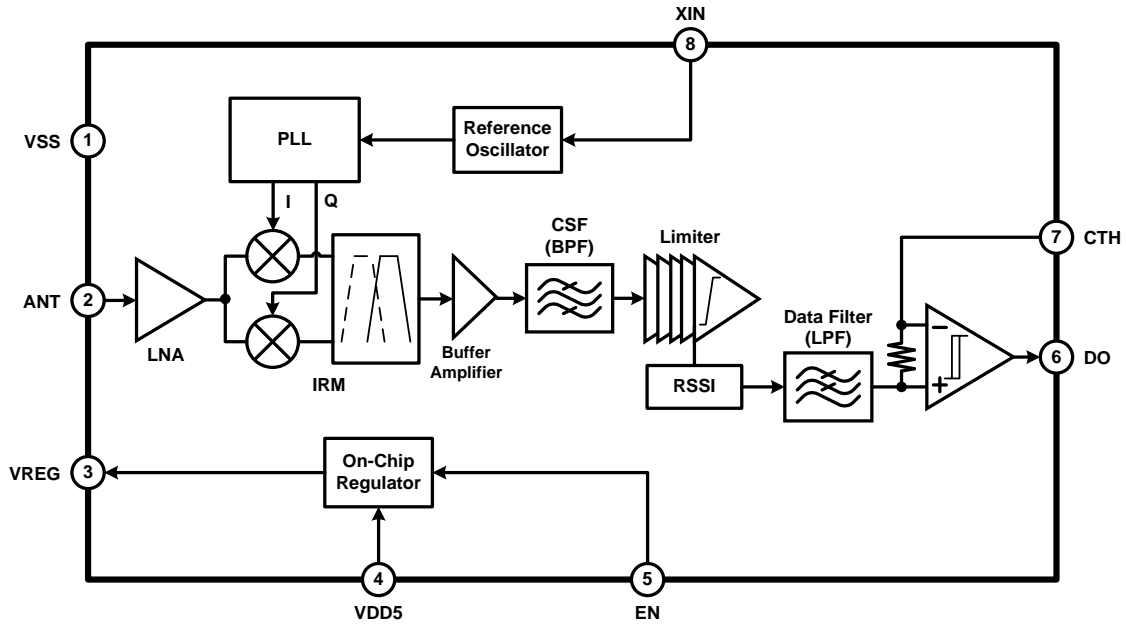 XIN
8
VSS
1
PLL
Reference
Oscillator
I
Q
CSF
(BPF)
Limiter
7
CTH
ANT
2
LNA
IRM
Buffer
Amplifier
Data Filter
(LPF)
RSSI
−
+
6
DO
VREG
3
On-Chip
Regulator
4
VDD5
5
EN